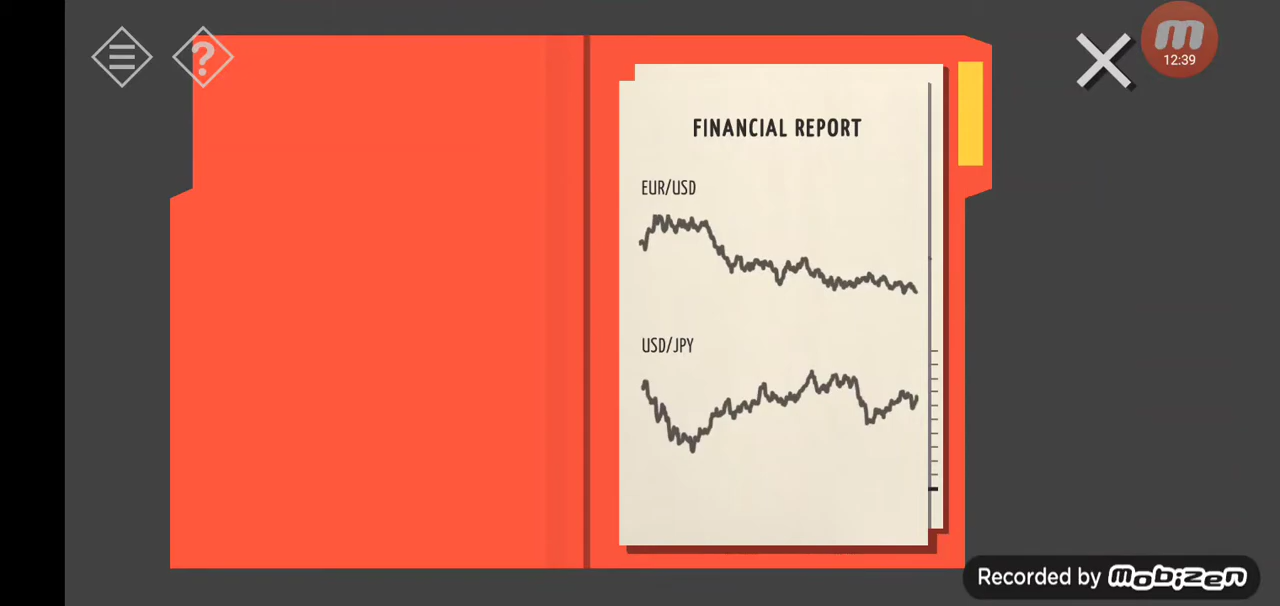 ?
12:39
FINANCIAL REPORT
EUR/USD
USD/JPY
Recorded by mobizen